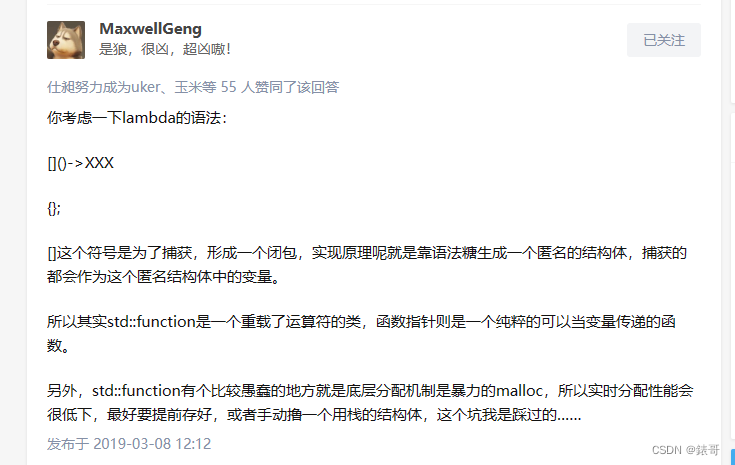 MaxwellGeng
是狼，很凶，超凶嗷！
已关注
仕昶努力成为uker、玉米等 55 人赞同了该回答
你考虑一下lambda的语法：
[]()->XXX
{};
[]这个符号是为了捕获，形成一个闭包，实现原理呢就是靠语法糖生成一个匿名的结构体，捕获的
都会作为这个匿名结构体中的变量。
所以其实std::function是一个重载了运算符的类，函数指针则是一个纯粹的可以当变量传递的函
数。
另外，std::function有个比较愚蠢的地方就是底层分配机制是暴力的malloc，所以实时分配性能会
很低下，最好要提前存好，或者手动撸一个用栈的结构体，这个坑我是踩过的……
发布于 2019-03-08 12:12
CSDN @錶哥